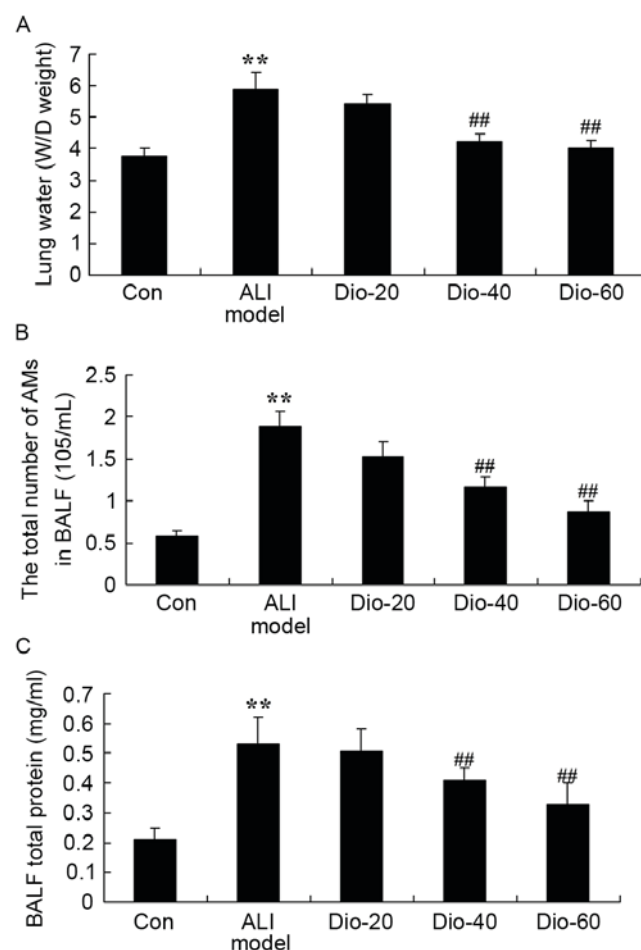 A
Lung water (W/D weight)
7
6
5
4
3
2
1
0
**
##
##
Con
ALI model
Dio-20
Dio-40
Dio-60
B
The total number of AMs
in BALF (105/mL)
2.5
2
1.5
1
0.5
0
**
##
##
Con
ALI model
Dio-20
Dio-40
Dio-60
C
BALF total protein (mg/ml)
0.7
0.6
0.5
0.4
0.3
0.2
0.1
0
**
##
##
Con
ALI model
Dio-20
Dio-40
Dio-60